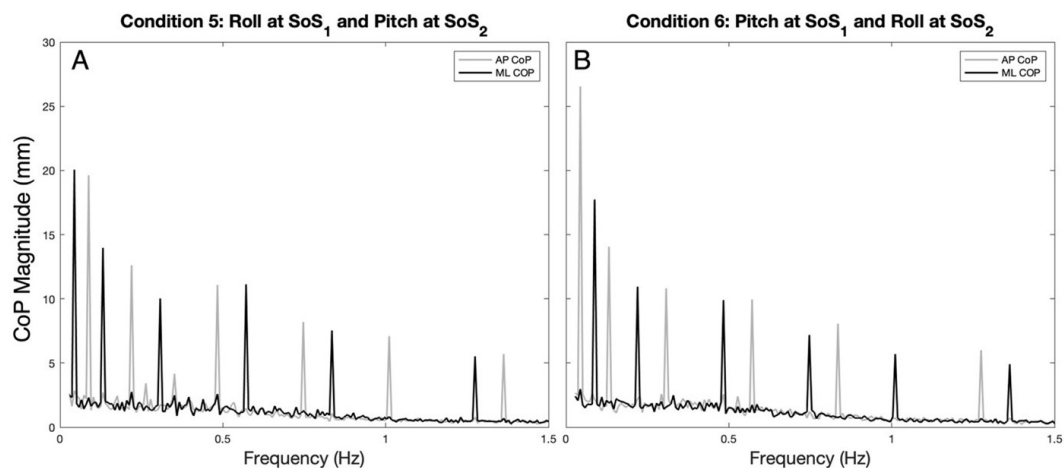 Condition 5: Roll at SoS₁ and Pitch at SoS₂
Condition 6: Pitch at SoS₁ and Roll at SoS₂
CoP Magnitude (mm)
30
25
20
15
10
5
0
A
AP CoP
ML COP
0
0.5
1
1.5
Frequency (Hz)
B
AP CoP
ML COP
0
0.5
1
1.5
Frequency (Hz)